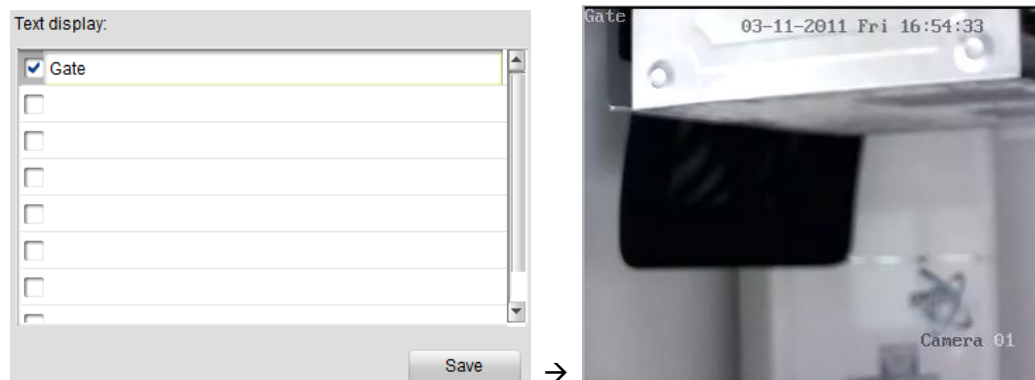 Text display:
Gate
Save
→
Gate
03-11-2011 Fri 16:54:33
Camera 01